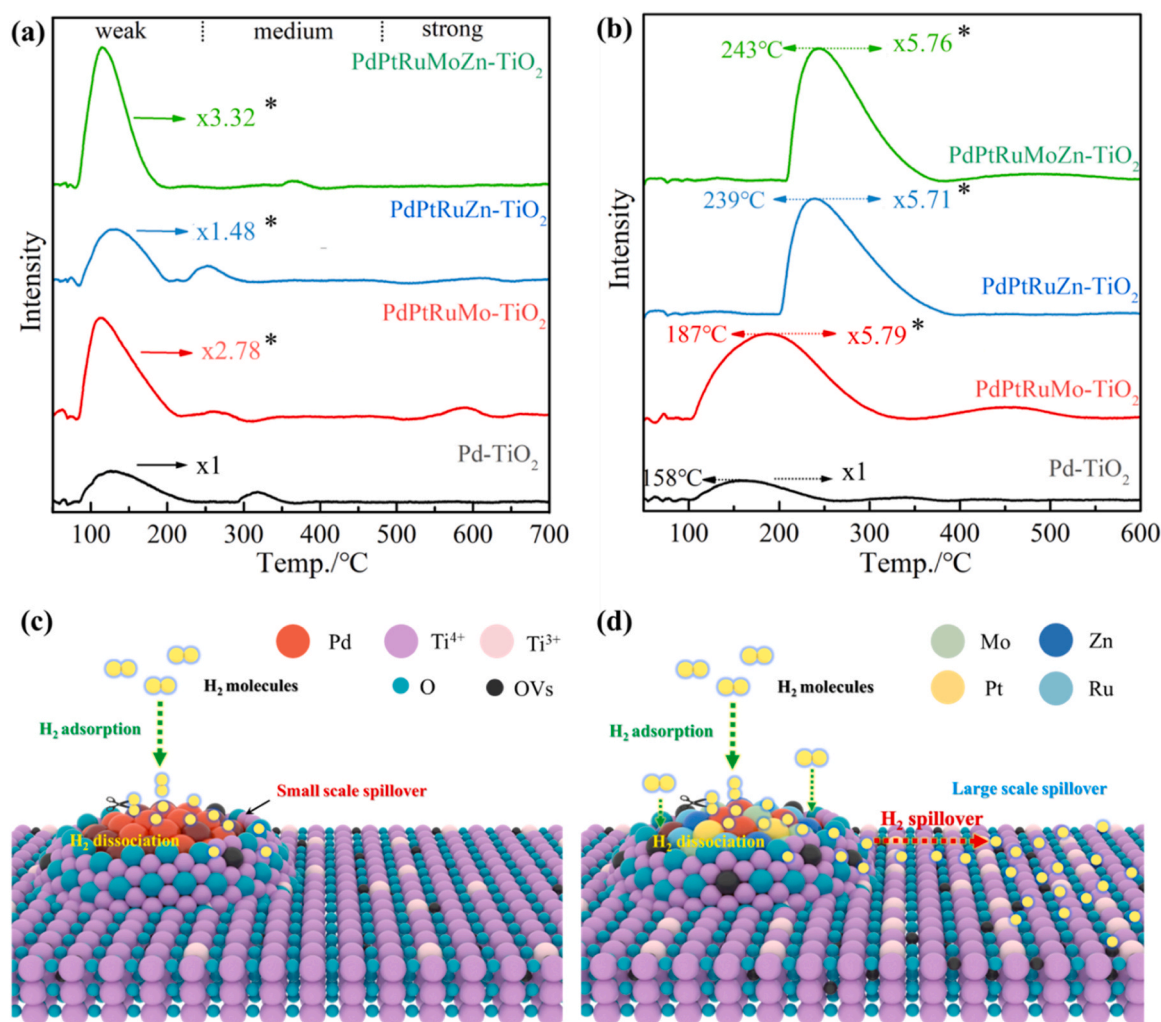 (a)
weak
medium
strong
PdPtRuMoZn-TiO₂
x3.32 *
PdPtRuZn-TiO₂
x1.48 *
PdPtRuMo-TiO₂
x2.78 *
Pd-TiO₂
x1
Intensity
100 200 300 400 500 600 700
Temp./℃
(b)
243℃
x5.76 *
PdPtRuMoZn-TiO₂
239℃
x5.71 *
PdPtRuZn-TiO₂
187℃
x5.79 *
PdPtRuMo-TiO₂
158℃
x1
Pd-TiO₂
Intensity
100 200 300 400 500 600
Temp./℃
(c)
Pd
Ti⁴⁺
Ti³⁺
O
OVs
H₂ molecules
H₂ adsorption
Small scale spillover
H₂ dissociation
(d)
Mo
Zn
Pt
Ru
H₂ molecules
H₂ adsorption
Large scale spillover
H₂ spillover
H₂ dissociation